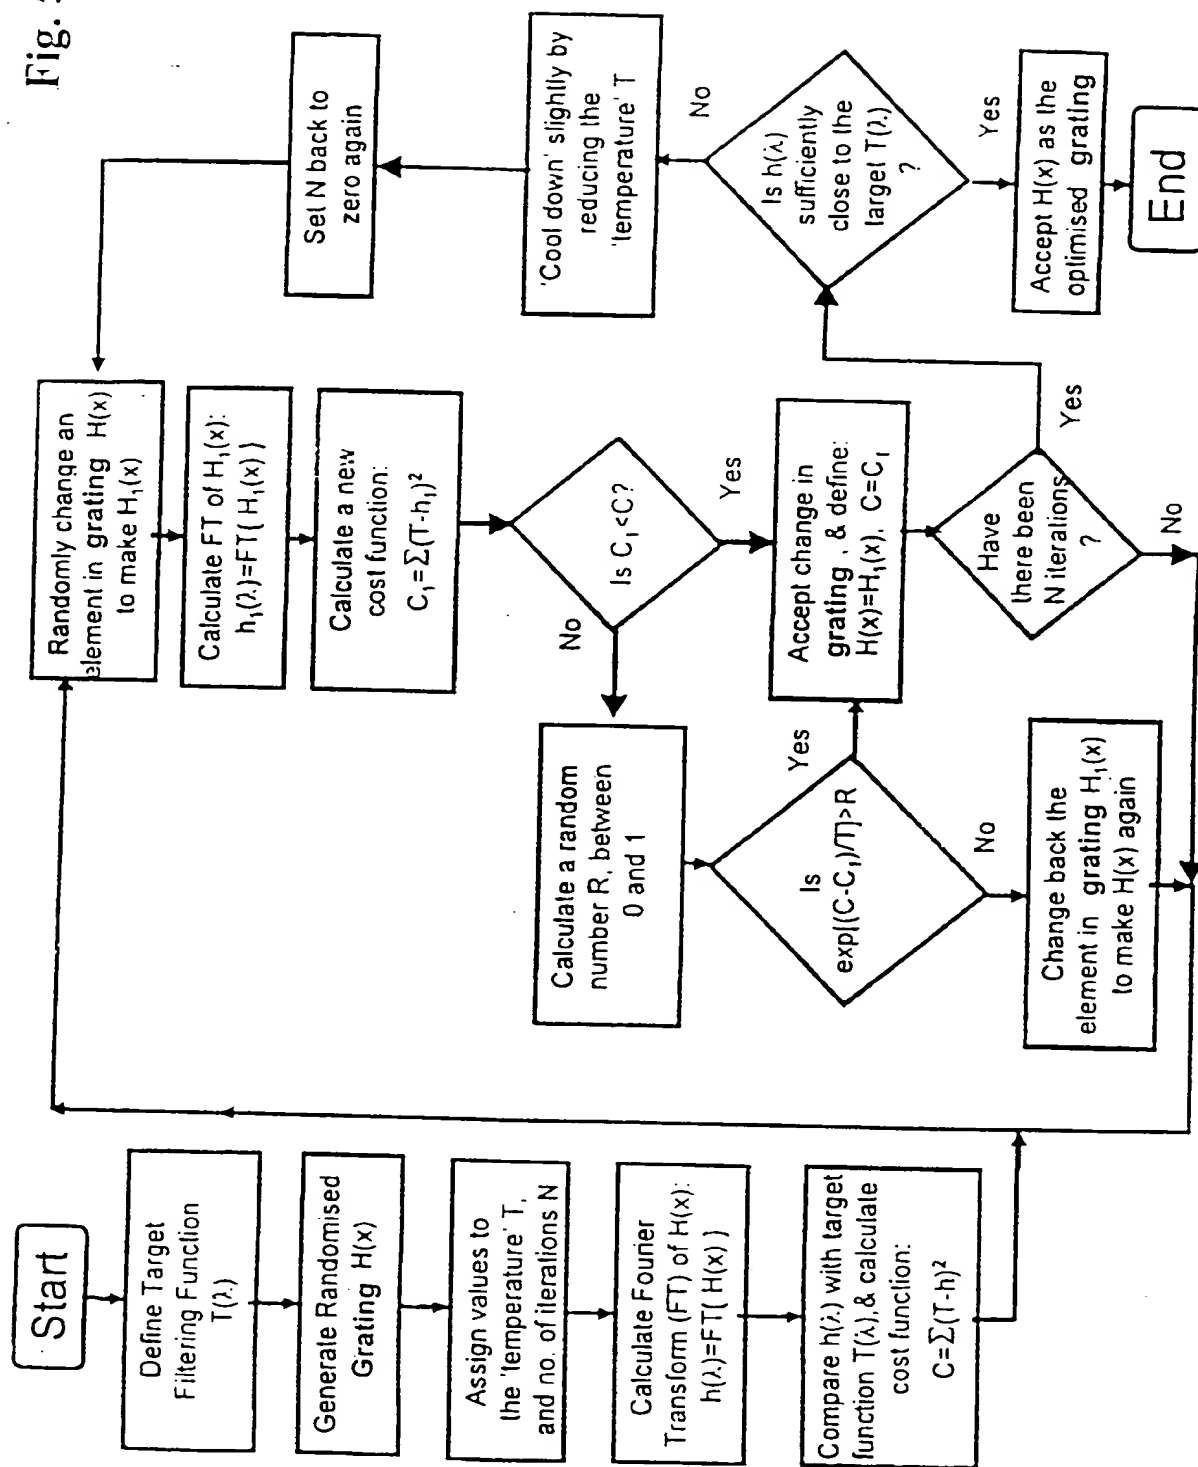 Fig.
Start
Define Target
Filtering Function
T(λ)
Generate Randomised
Grating H(x)
Assign values to
the 'temperature' T,
and no. of iterations N
Calculate Fourier
Transform (FT) of H(x):
h(λ)=FT( H(x) )
Compare h(λ) with target
function T(λ), & calculate
cost function:
C=∑(T-h)²
Randomly change an
element in grating H(x)
to make H₁(x)
Calculate FT of H₁(x):
h₁(λ)=FT( H₁(x) )
Calculate a new
cost function:
C₁=∑(T-h₁)²
Is C₁<C?
No
Yes
Calculate a random
number R, between
0 and 1
Is
exp[(C-C₁)/T]>R
Yes
No
Change back the
element in grating H₁(x)
to make H(x) again
Accept change in
grating , & define:
H(x)=H₁(x), C=C₁
Have
there been
N iterations
?
Yes
No
Is h(λ)
sufficiently
close to the
target T(λ)
?
No
Yes
'Cool down' slightly by
reducing the
'temperature' T
Set N back to
zero again
Accept H(x) as the
optimised grating
End